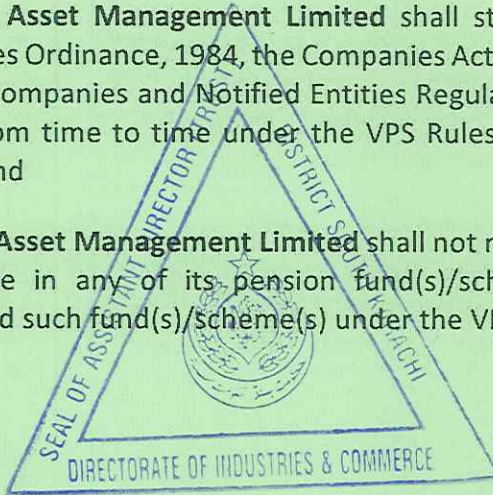 Asset Management Limited shall st
es Ordinance, 1984, the Companies Act
ompanies and Notified Entities Regula
om time to time under the VPS Rules
nd
Asset Management Limited shall not m
e in any of its pension fund(s)/sch
d such fund(s)/scheme(s) under the V
SEAL OF ASSISTANT DIRECTOR TRUST
DISTRICT SOUTH KARACHI
DIRECTORATE OF INDUSTRIES & COMMERCE